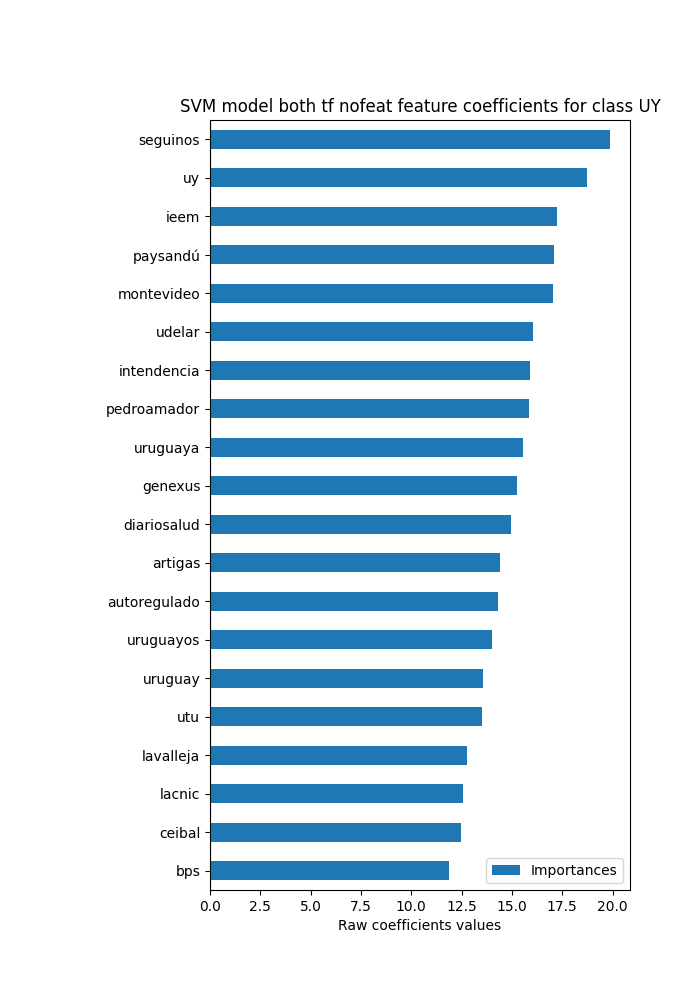 SVM model both tf nofeat feature coefficients for class UY
seguinos
uy
ieem
paysandú
montevideo
udelar
intendencia
pedroamador
uruguaya
genexus
diariosalud
artigas
autoregulado
uruguayos
uruguay
utu
lavalleja
lacnic
ceibal
bps
Importances
0.0 2.5 5.0 7.5 10.0 12.5 15.0 17.5 20.0
Raw coefficients values